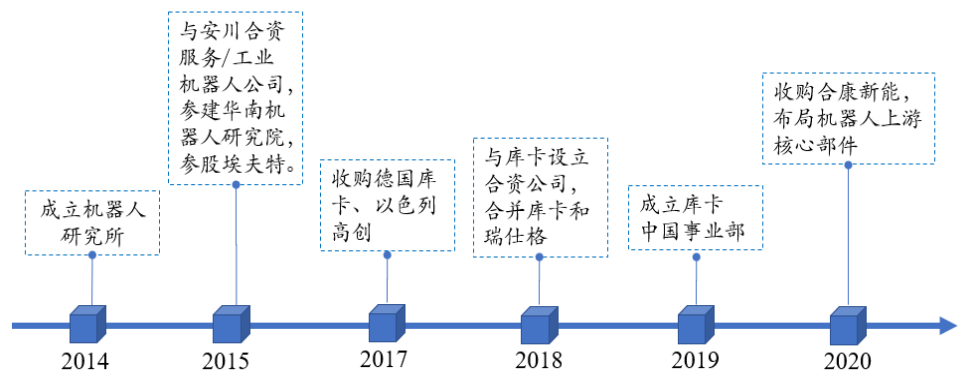 成立机器人
研究所
与安川合资
服务/工业
机器人公司，
参建华南机
器人研究院，
参股埃夫特。
收购德国库
卡、以色列
高创
与库卡设立
合资公司，
合并库卡和
瑞仕格
成立库卡
中国事业部
收购合康新能，
布局机器人上游
核心部件
2014
2015
2017
2018
2019
2020